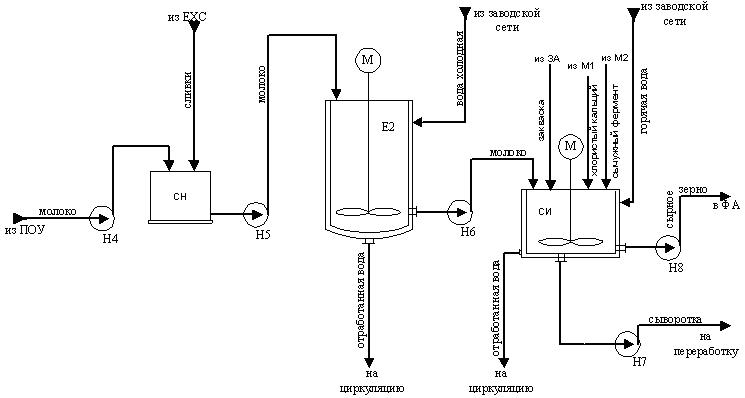 из ЕХС
сливки
молоко
из ПОУ
Н4
СН
молоко
Н5
М
Е2
из заводской
сети
вода холодная
отработанная вода
на
циркуляцию
Н6
молоко
из ЗА
закваска
из М1
хлористый кальций
из М2
сычужный фермент
из заводской
сети
горячая вода
М
СИ
отработанная вода
на
циркуляцию
Н8
сырное
зерно
в ФА
Н7
сыворотка
на
переработку